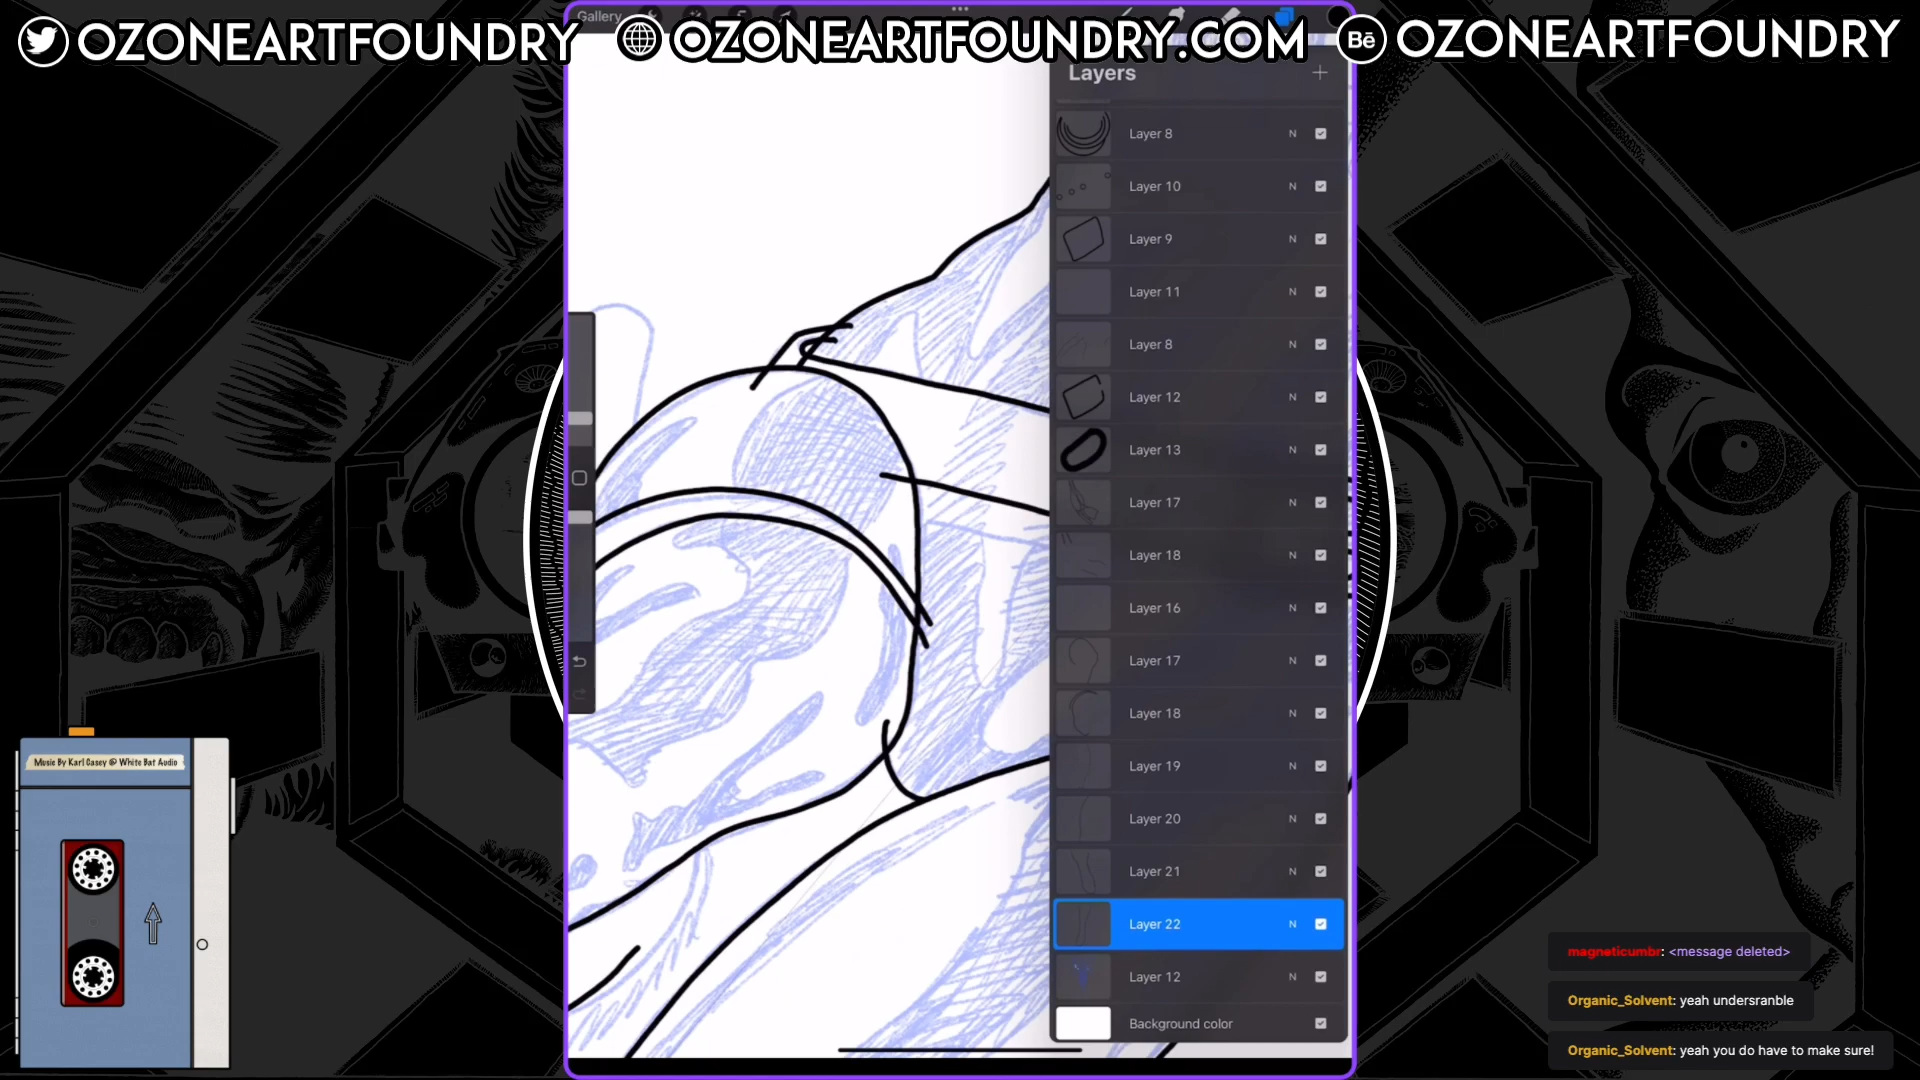 OZONEARTFOUNDRY
OZONEARTFOUNDRY.COM
Bē OZONEARTFOUNDRY
Gallery
Layers
Layer 8 N
Layer 10 N
Layer 9 N
Layer 11 N
Layer 8 N
Layer 12 N
Layer 13 N
Layer 17 N
Layer 18 N
Layer 16 N
Layer 17 N
Layer 18 N
Layer 19 N
Layer 20 N
Layer 21 N
Layer 22 N
Layer 12 N
Background color
Music By Karl Casey @ White Bat Audio
magneticumbr: <message deleted>
Organic_Solvent: yeah undersranble
Organic_Solvent: yeah you do have to make sure!